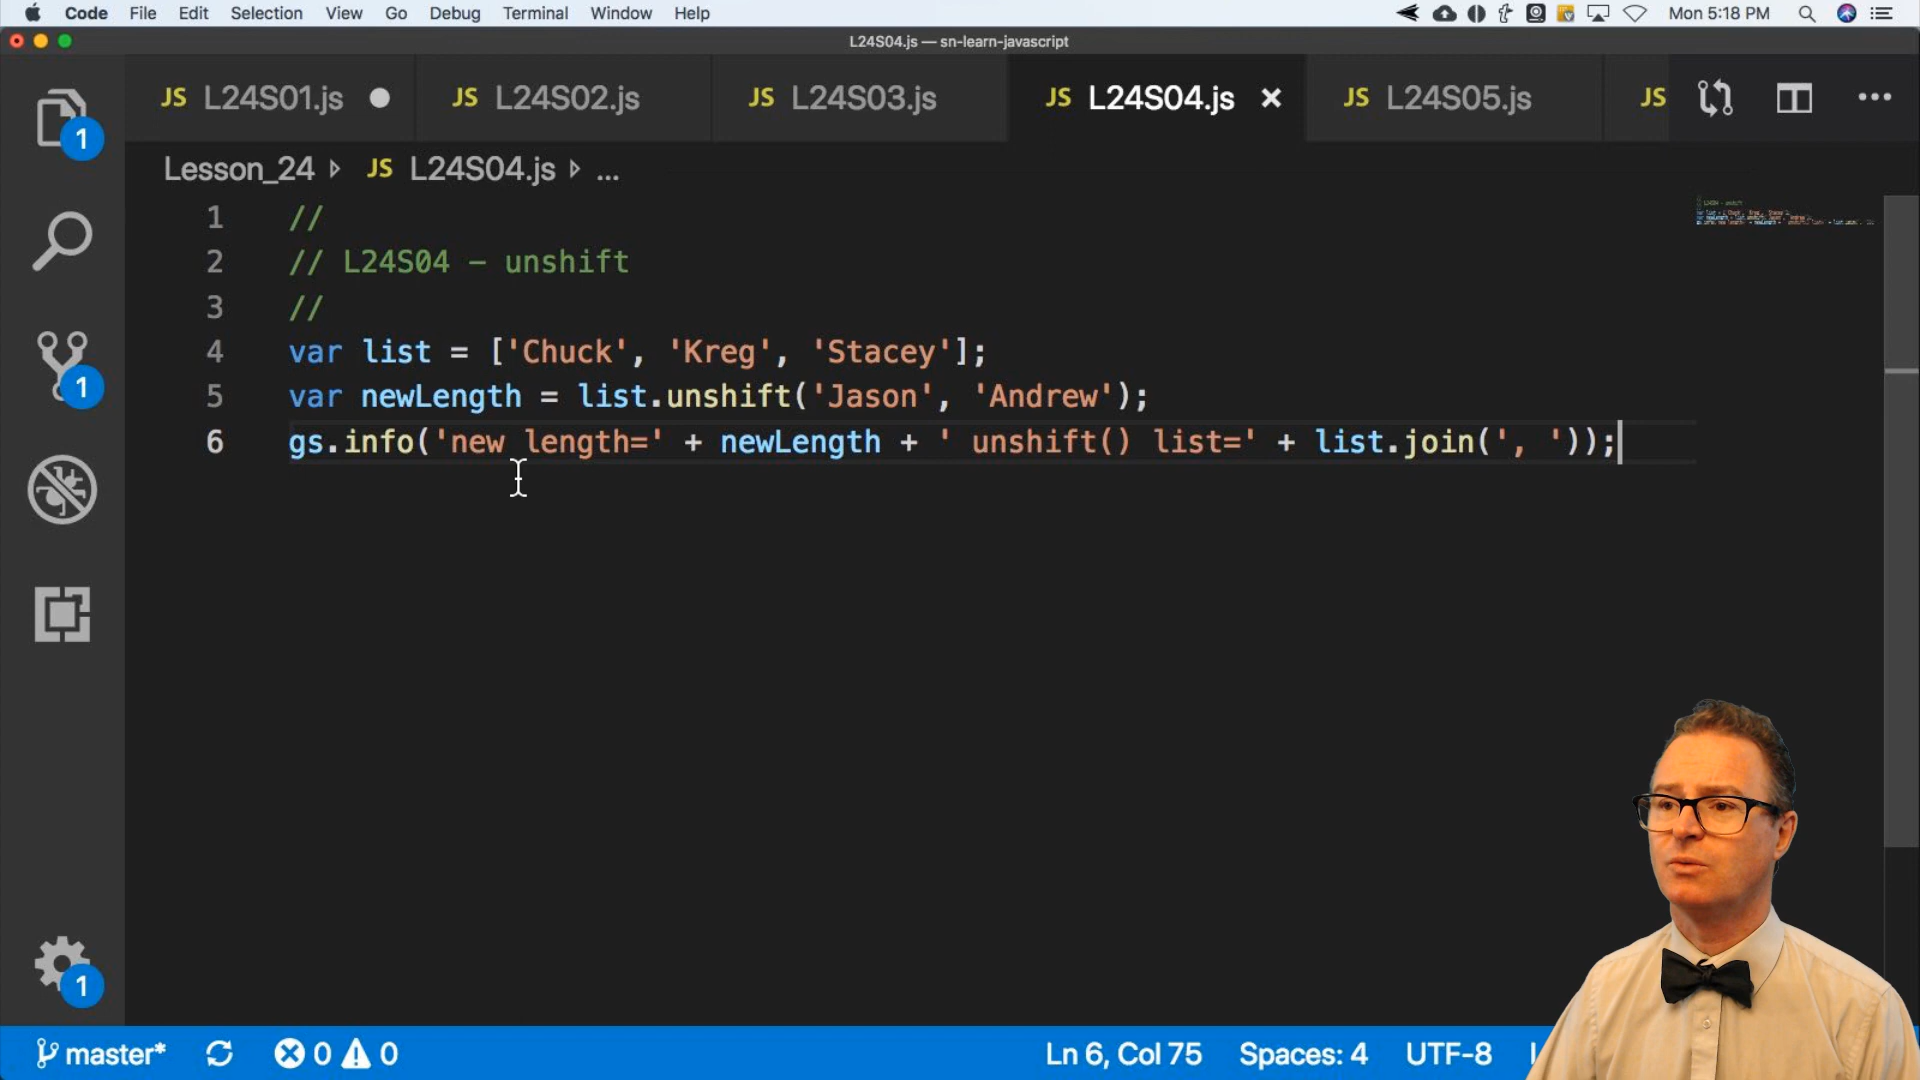 Code File Edit Selection View Go Debug Terminal Window Help Mon 5:18 PM
L24S04.js — sn-learn-javascript
JS L24S01.js JS L24S02.js JS L24S03.js JS L24S04.js JS L24S05.js JS
Lesson_24 JS L24S04.js ...
1 //
2 // L24S04 - unshift
3 //
4 var list = ['Chuck', 'Kreg', 'Stacey'];
5 var newLength = list.unshift('Jason', 'Andrew');
6 gs.info('new length=' + newLength + ' unshift() list=' + list.join(', '));
1
1
1
master* 0 0 Ln 6, Col 75 Spaces: 4 UTF-8